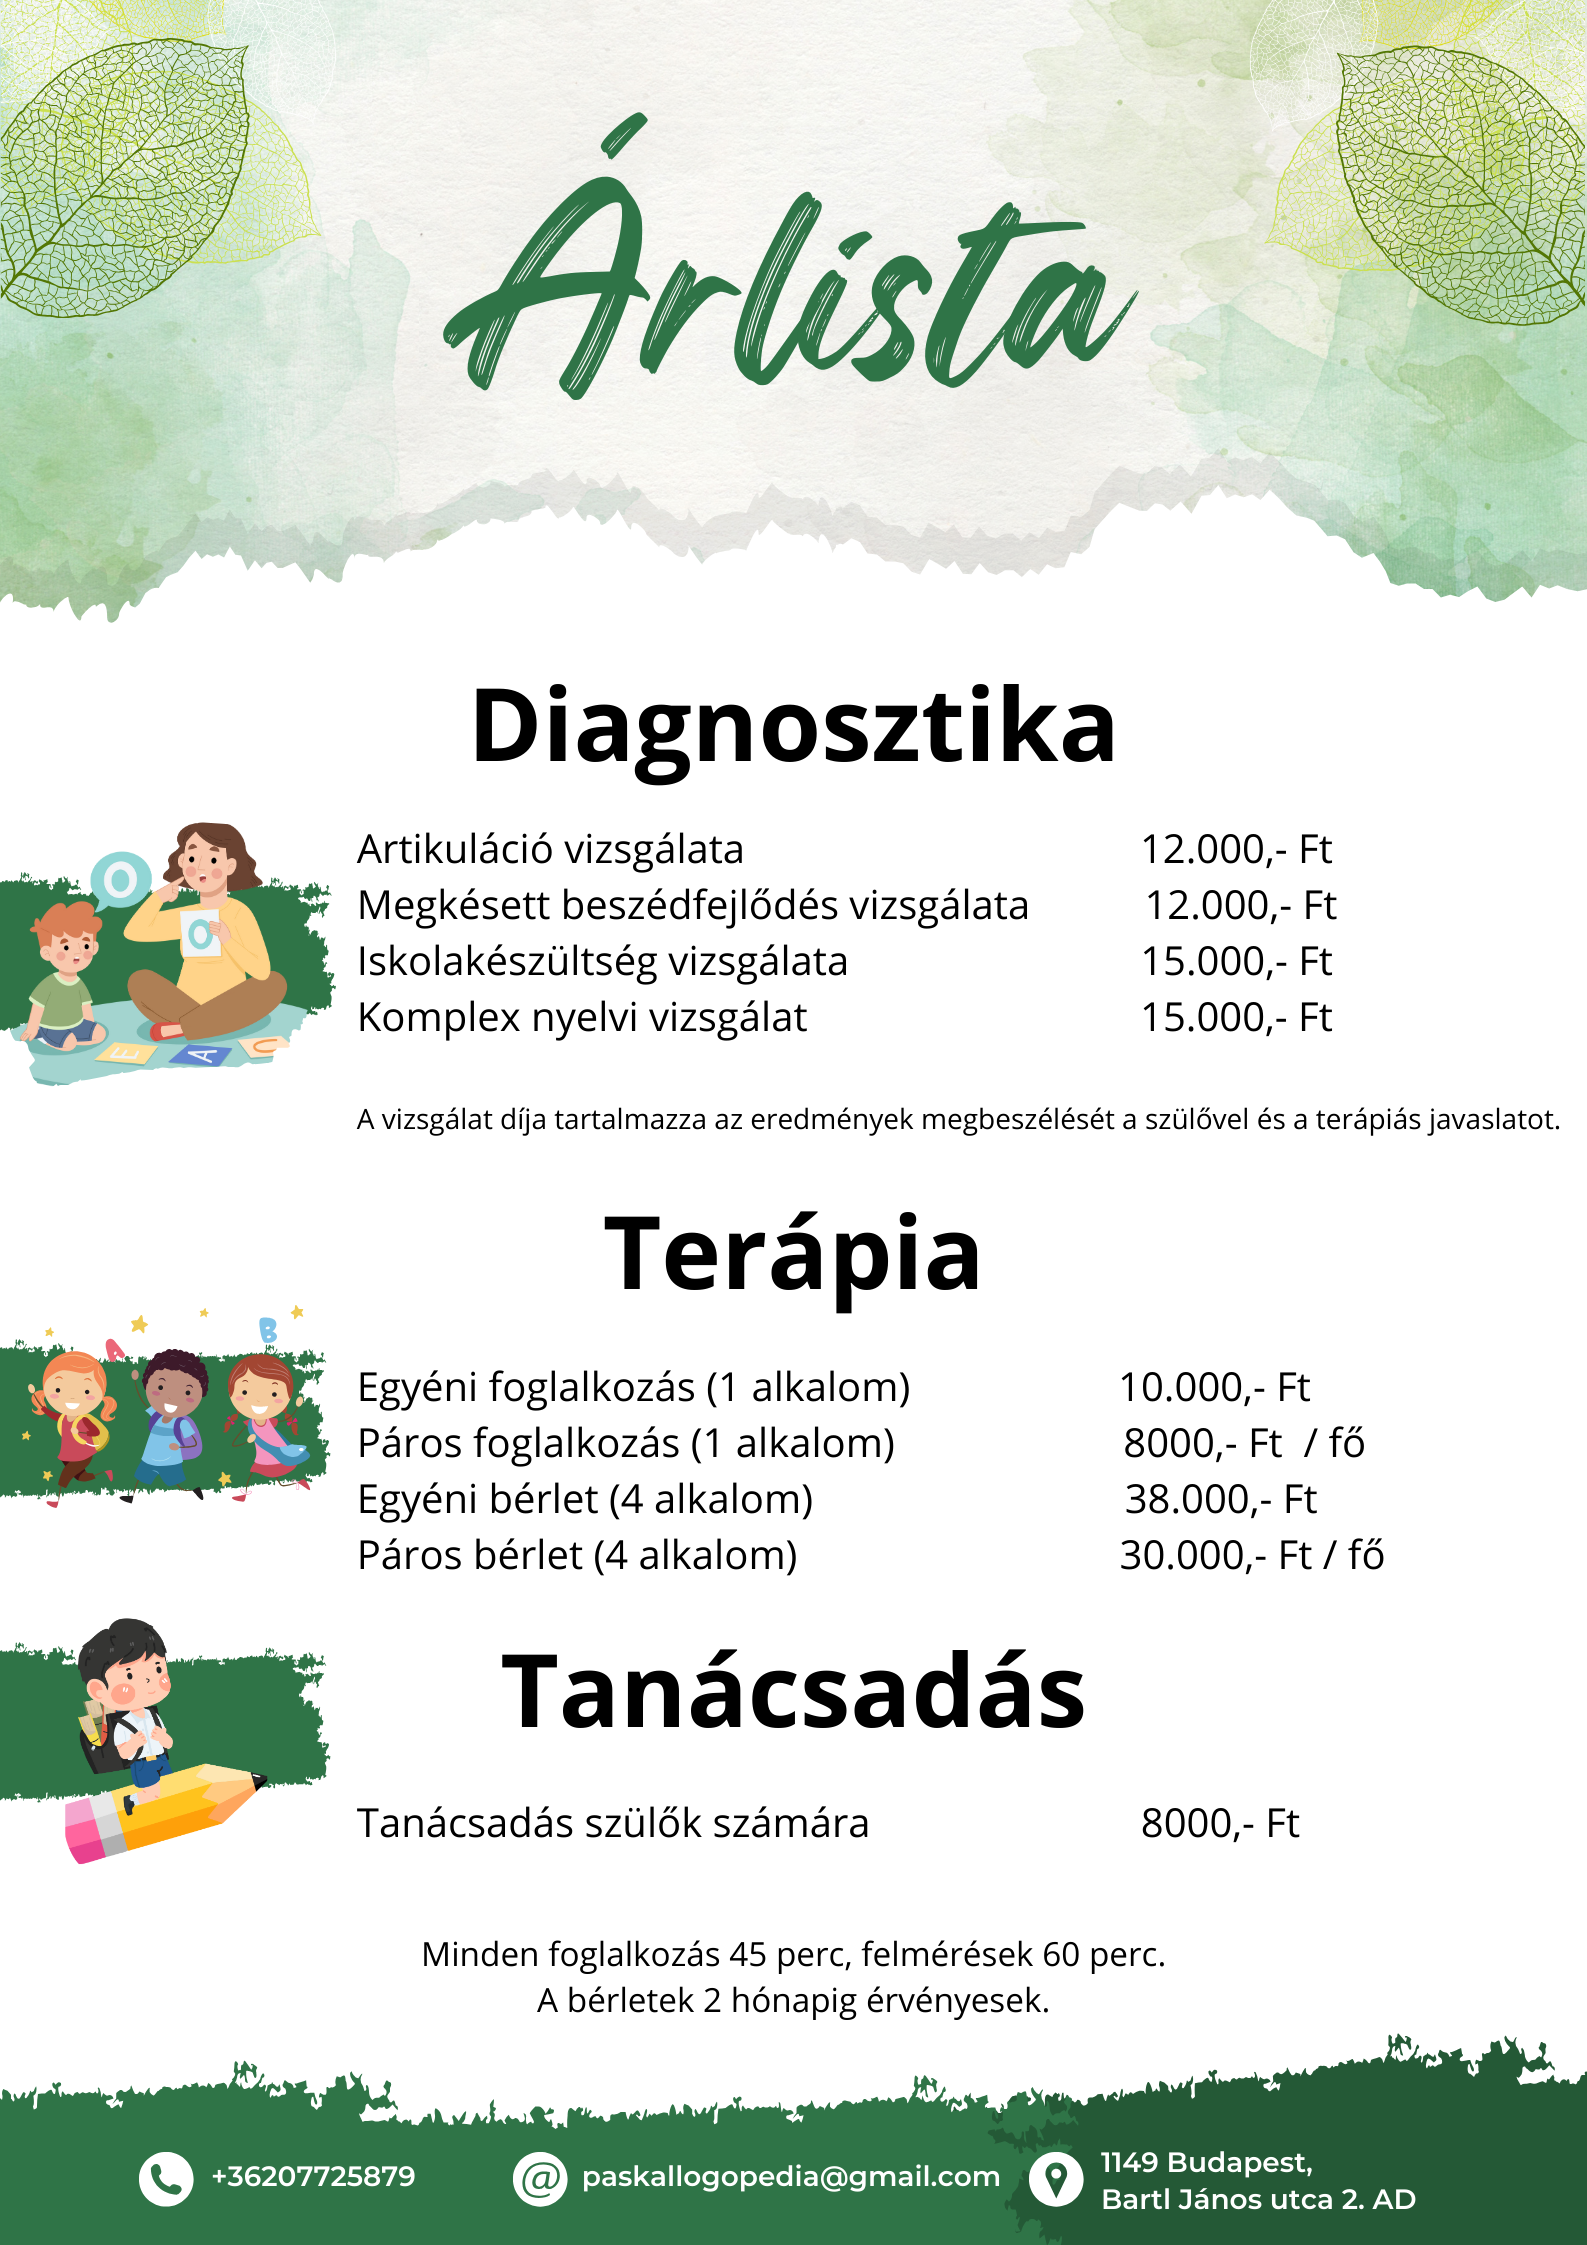 Árlista
Diagnosztika
Artikuláció vizsgálata 12.000,- Ft
Megkésett beszédfejlődés vizsgálata 12.000,- Ft
Iskolakészültség vizsgálata 15.000,- Ft
Komplex nyelvi vizsgálat 15.000,- Ft
O
O
E A C
A vizsgálat díja tartalmazza az eredmények megbeszélését a szülővel és a terápiás javaslatot.
Terápia
A B
Egyéni foglalkozás (1 alkalom) 10.000,- Ft
Páros foglalkozás (1 alkalom) 8000,- Ft / fő
Egyéni bérlet (4 alkalom) 38.000,- Ft
Páros bérlet (4 alkalom) 30.000,- Ft / fő
Tanácsadás
Tanácsadás szülők számára 8000,- Ft
Minden foglalkozás 45 perc, felmérések 60 perc.
A bérletek 2 hónapig érvényesek.
+36207725879
@ paskallogopedia@gmail.com
1149 Budapest,
Bartl János utca 2. AD